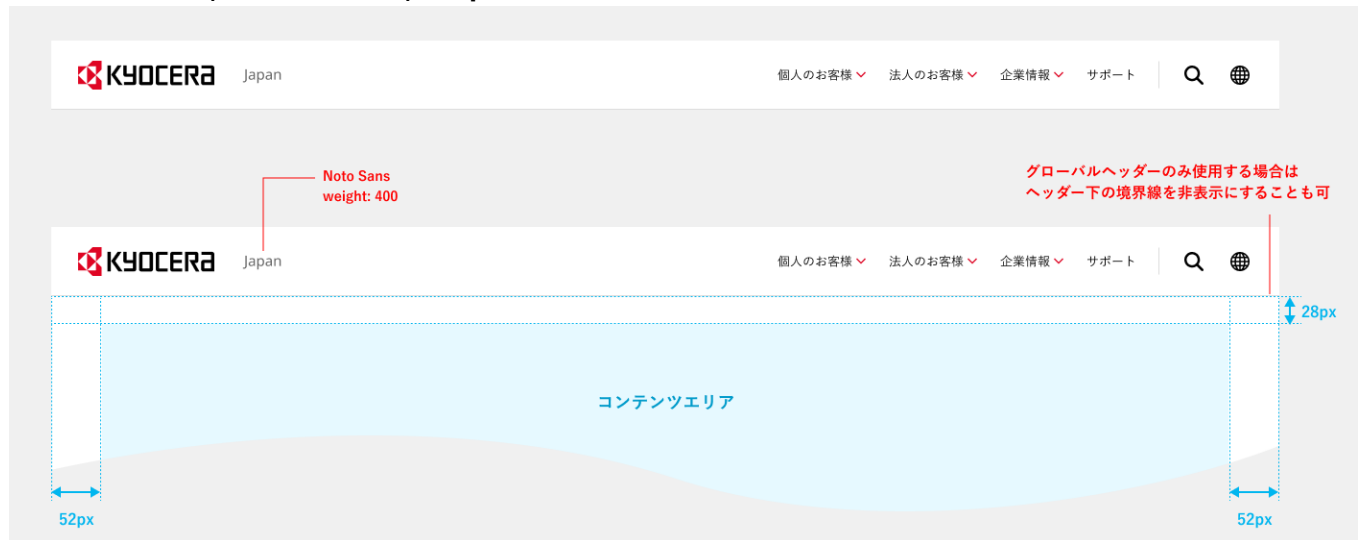 KYOCERA Japan 個人のお客様 法人のお客様 企業情報 サポート
Noto Sans
weight: 400
グローバルヘッダーのみ使用する場合は
ヘッダー下の境界線を非表示にすることも可
KYOCERA Japan 個人のお客様 法人のお客様 企業情報 サポート
28px
コンテンツエリア
52px 52px